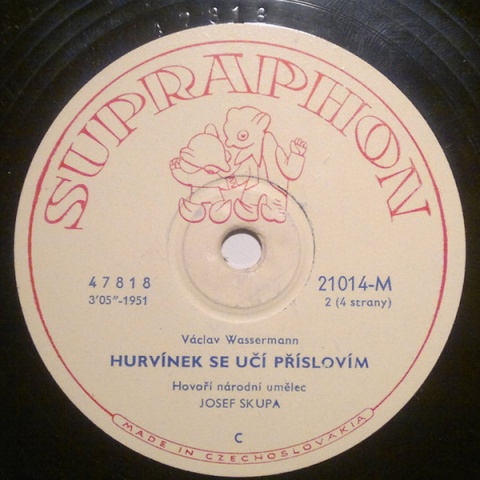 47818
SUPRAPHON
47818
3'05"-1951
21014-M
2 (4 strany)
Václav Wassermann
HURVÍNEK SE UČÍ PŘÍSLOVÍM
Hovoří národní umělec
JOSEF SKUPA
C
MADE IN CZECHOSLOVAKIA